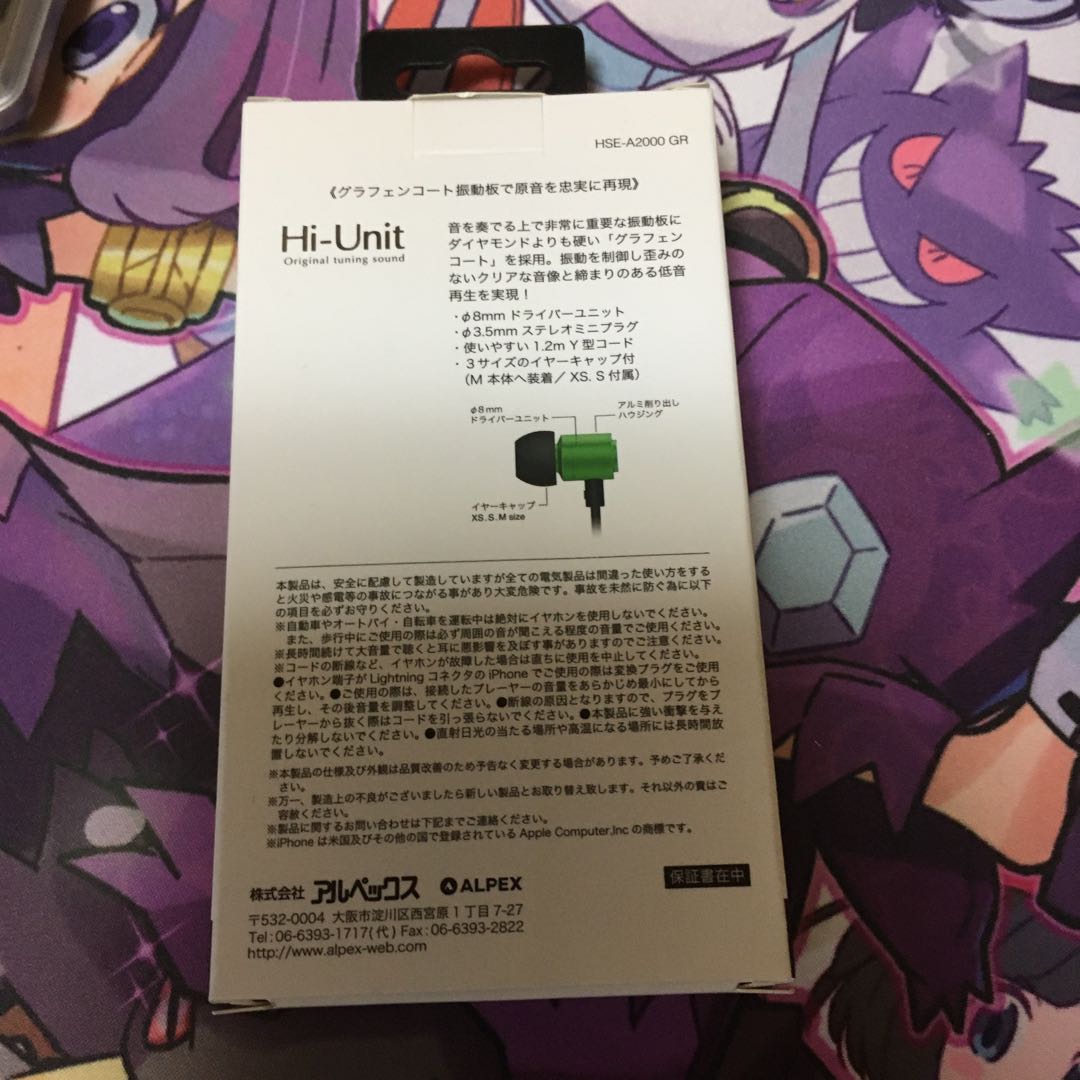 HSE-A2000 GR
《グラフェンコート振動板で原音を忠実に再現》
Hi-Unit
Original tuning sound
音を奏でる上で非常に重要な振動板に
ダイヤモンドよりも硬い「グラフェン
コート」を採用。振動を制御し歪みの
ないクリアな音像と締まりのある低音
再生を実現！
・φ8mm ドライバーユニット
・φ3.5mm ステレオミニプラグ
・使いやすい 1.2m Y 型コード
・3サイズのイヤーキャップ付
（M 本体へ装着／ XS. S 付属）
φ8mm
ドライバーユニット
アルミ削り出し
ハウジング
イヤーキャップ
XS. S. M size
本製品は、安全に配慮して製造していますが全ての電気製品は間違った使い方をする
と火災や感電等の事故につながる事があり大変危険です。事故を未然に防ぐ為に以下
の項目を必ずお守りください。
※自動車やオートバイ・自転車を運転中は絶対にイヤホンを使用しないでください。
また、歩行中にご使用の際は必ず周囲の音が聞こえる程度の音量でご使用ください。
※長時間続けて大音量で聴くと耳に悪影響を及ぼす事がありますのでご注意ください。
※コードの断線など、イヤホンが故障した場合は直ちに使用を中止してください。
●イヤホン端子が Lightning コネクタの iPhone でご使用の際は変換プラグをご使用
ください。●ご使用の際は、接続したプレーヤーの音量をあらかじめ最小にしてから
再生し、その後音量を調整してください。●断線の原因となりますので、プラグをプ
レーヤーから抜く際はコードを引っ張らないでください。●本製品に強い衝撃を与え
たり分解しないでください。●直射日光の当たる場所や高温になる場所には長時間放
置しないでください。
※本製品の仕様及び外観は品質改善のため予告なく変更する場合があります。予めご了承くだ
さい。
※万一、製造上の不良がございましたら新しい製品とお取り替え致します。それ以外の責はご
容赦ください。
※製品に関するお問い合わせは下記までご連絡ください。
※iPhone は米国及びその他の国で登録されている Apple Computer,Inc の商標です。
株式会社 アルペックス ALPEX
保証書在中
〒532-0004 大阪市淀川区西宮原 1 丁目 7-27
Tel:06-6393-1717(代) Fax:06-6393-2822
http://www.alpex-web.com